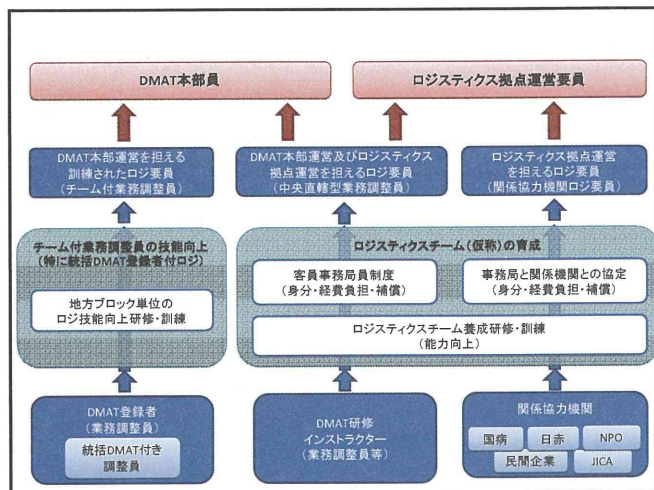 DMAT本部員
ロジスティクス拠点運営要員
DMAT本部運営を担える
訓練されたロジ要員
(チーム付業務調整員)
DMAT本部運営及びロジスティクス
拠点運営を担えるロジ要員
(中央直轄型業務調整員)
ロジスティクス拠点運営
を担えるロジ要員
(関係協力機関ロジ要員)
チーム付業務調整員の技能向上
(特に統括DMAT登録者付ロジ)
地方ブロック単位の
ロジ技能向上研修・訓練
ロジスティクスチーム(仮称)の育成
客員事務局員制度
(身分・経費負担・補償)
事務局と関係機関との協定
(身分・経費負担・補償)
ロジスティクスチーム養成研修・訓練
(能力向上)
DMAT登録者
(業務調整員)
統括DMAT付き
調整員
DMAT研修
インストラクター
(業務調整員等)
関係協力機関
国病
日赤
NPO
民間企業
JICA